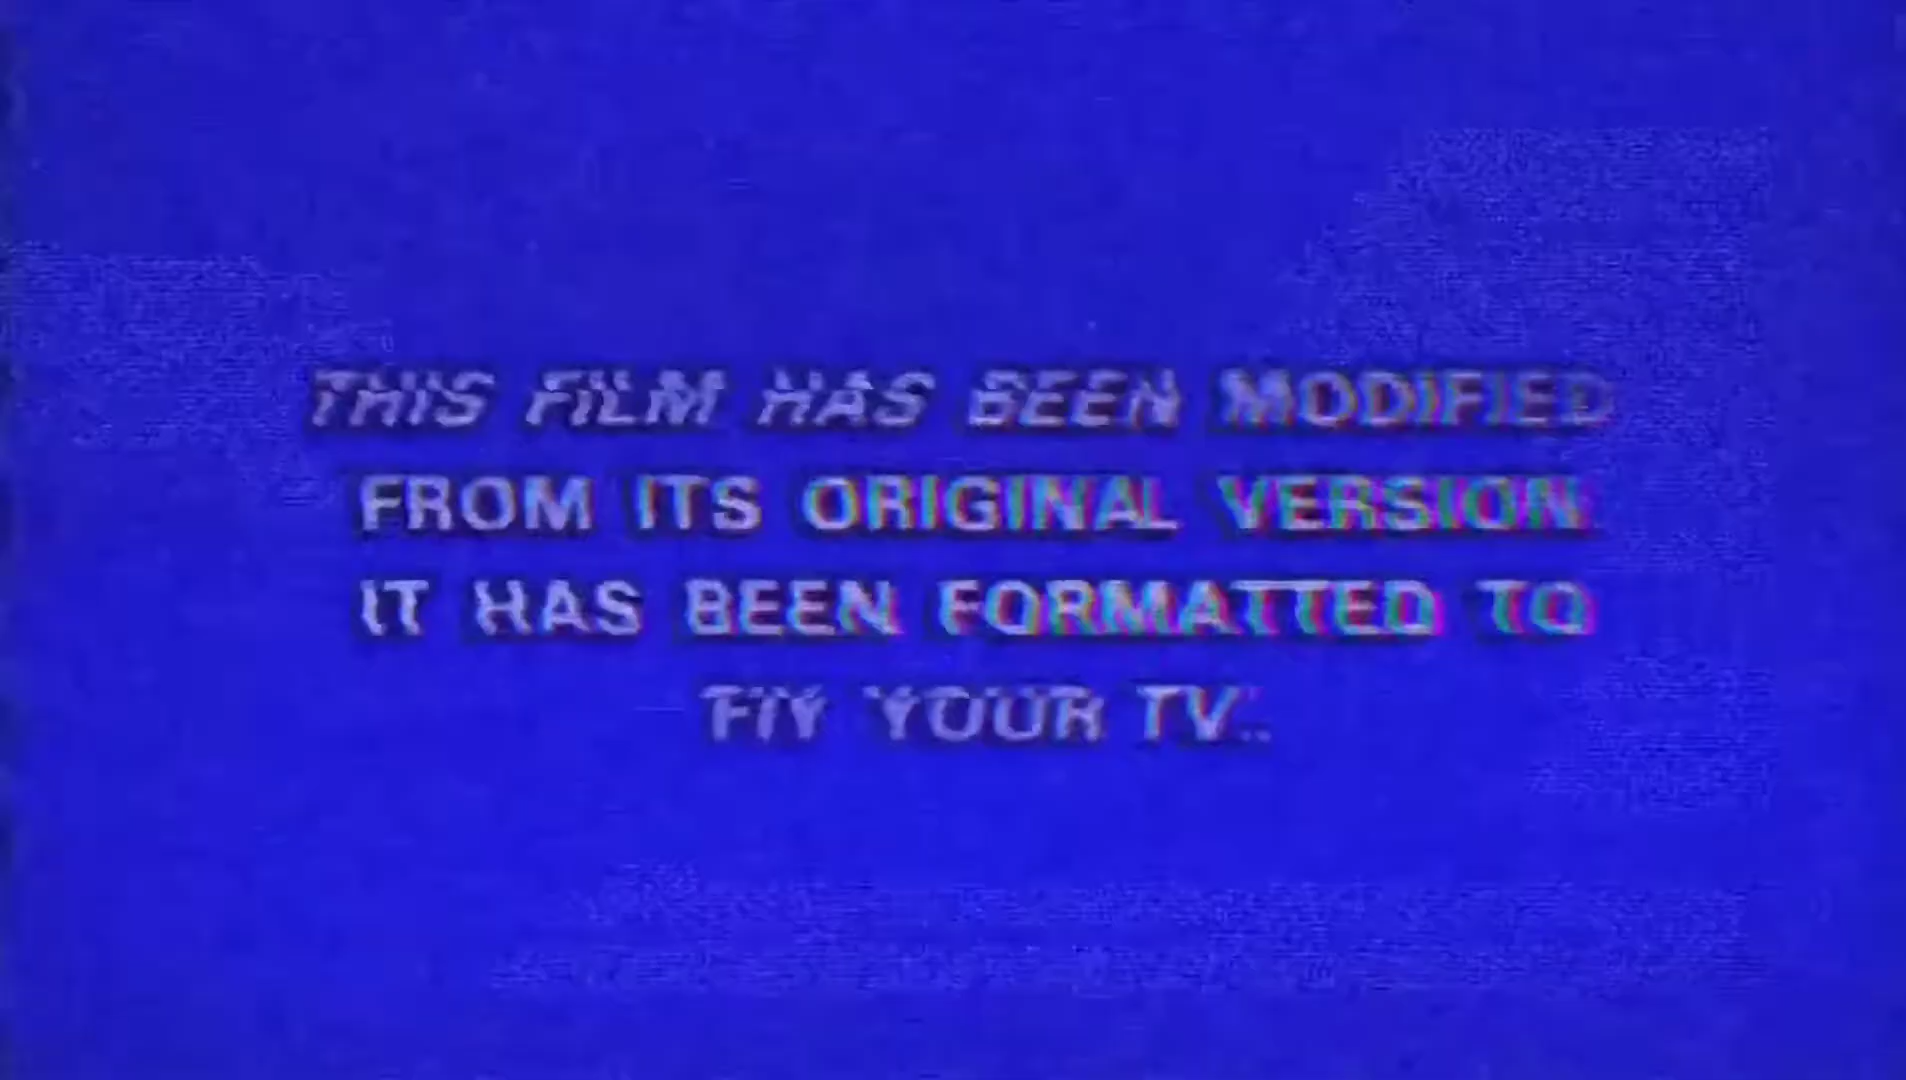 THIS FILM HAS BEEN MODIFIED
FROM ITS ORIGINAL VERSION
IT HAS BEEN FORMATTED TO
FIY YOUR TV..